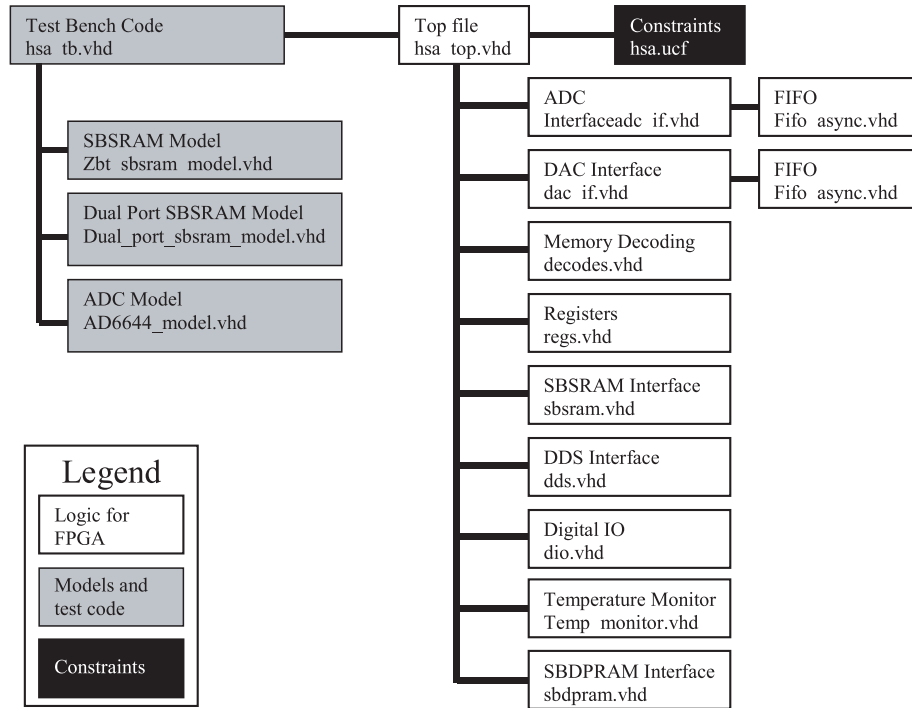 Test Bench Code
hsa tb.vhd
Top file
hsa top.vhd
Constraints
hsa.ucf
ADC
Interfaceadc if.vhd
FIFO
Fifo async.vhd
SBSRAM Model
Zbt sbsram model.vhd
DAC Interface
dac if.vhd
FIFO
Fifo async.vhd
Dual Port SBSRAM Model
Dual_port_sbsram_model.vhd
Memory Decoding
decodes.vhd
ADC Model
AD6644_model.vhd
Registers
regs.vhd
SBSRAM Interface
sbsram.vhd
DDS Interface
dds.vhd
Digital IO
dio.vhd
Temperature Monitor
Temp monitor.vhd
SBDPRAM Interface
sbdpram.vhd
Legend
Logic for
FPGA
Models and
test code
Constraints